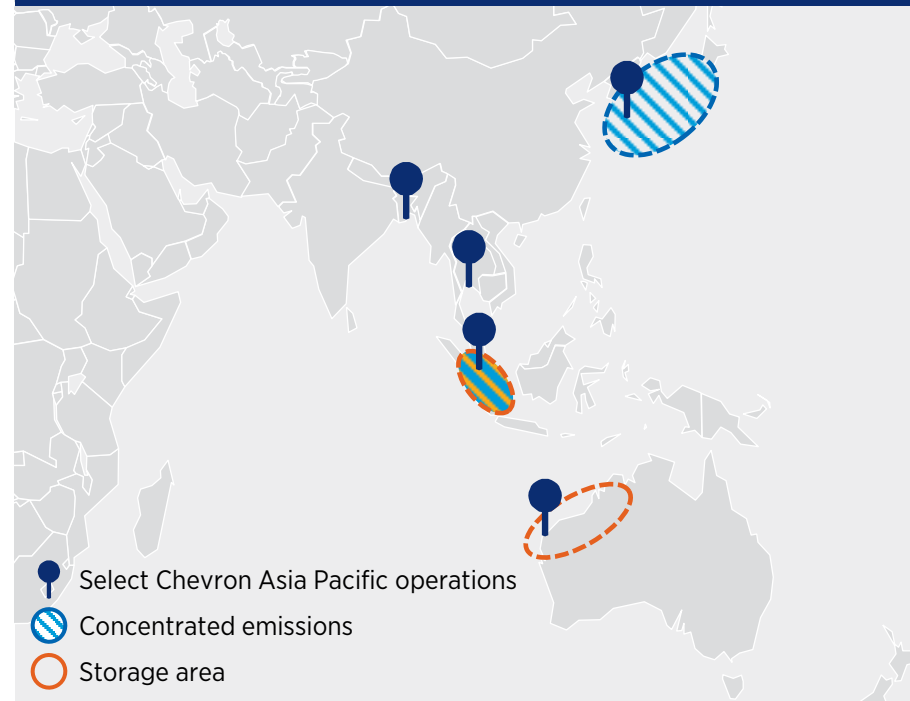 Select Chevron Asia Pacific operations
Concentrated emissions
Storage area